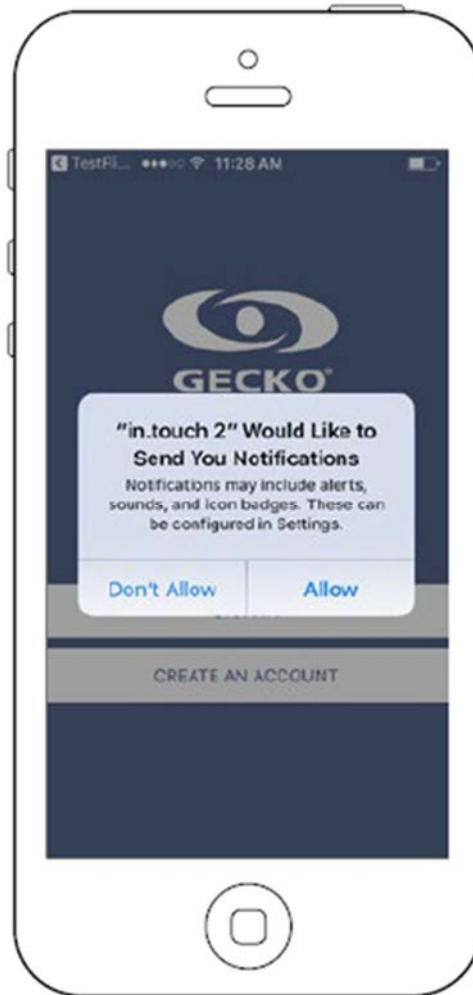 TestFli... 11:28 AM
GECKO®
"in.touch 2" Would Like to
Send You Notifications
Notifications may include alerts,
sounds, and icon badges. These can
be configured in Settings.
Don't Allow Allow
CREATE AN ACCOUNT